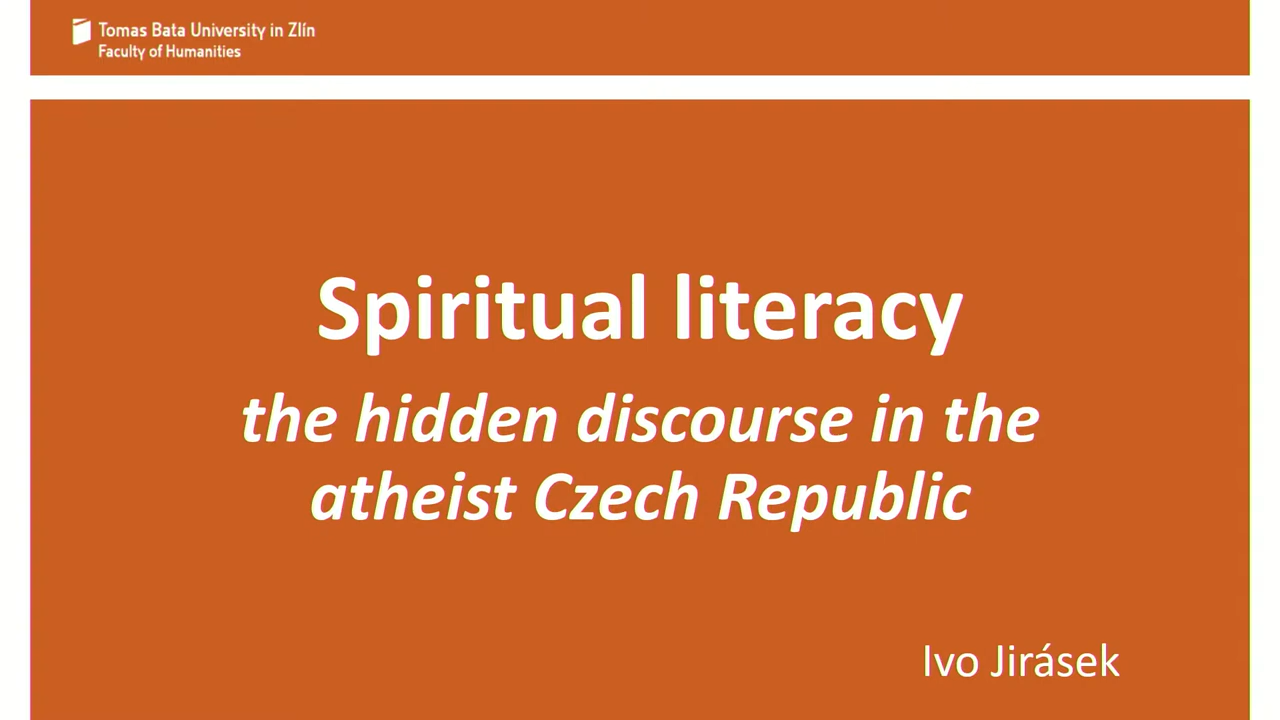 Tomas Bata University in Zlín
Faculty of Humanities
Spiritual literacy
the hidden discourse in the
atheist Czech Republic
Ivo Jirásek